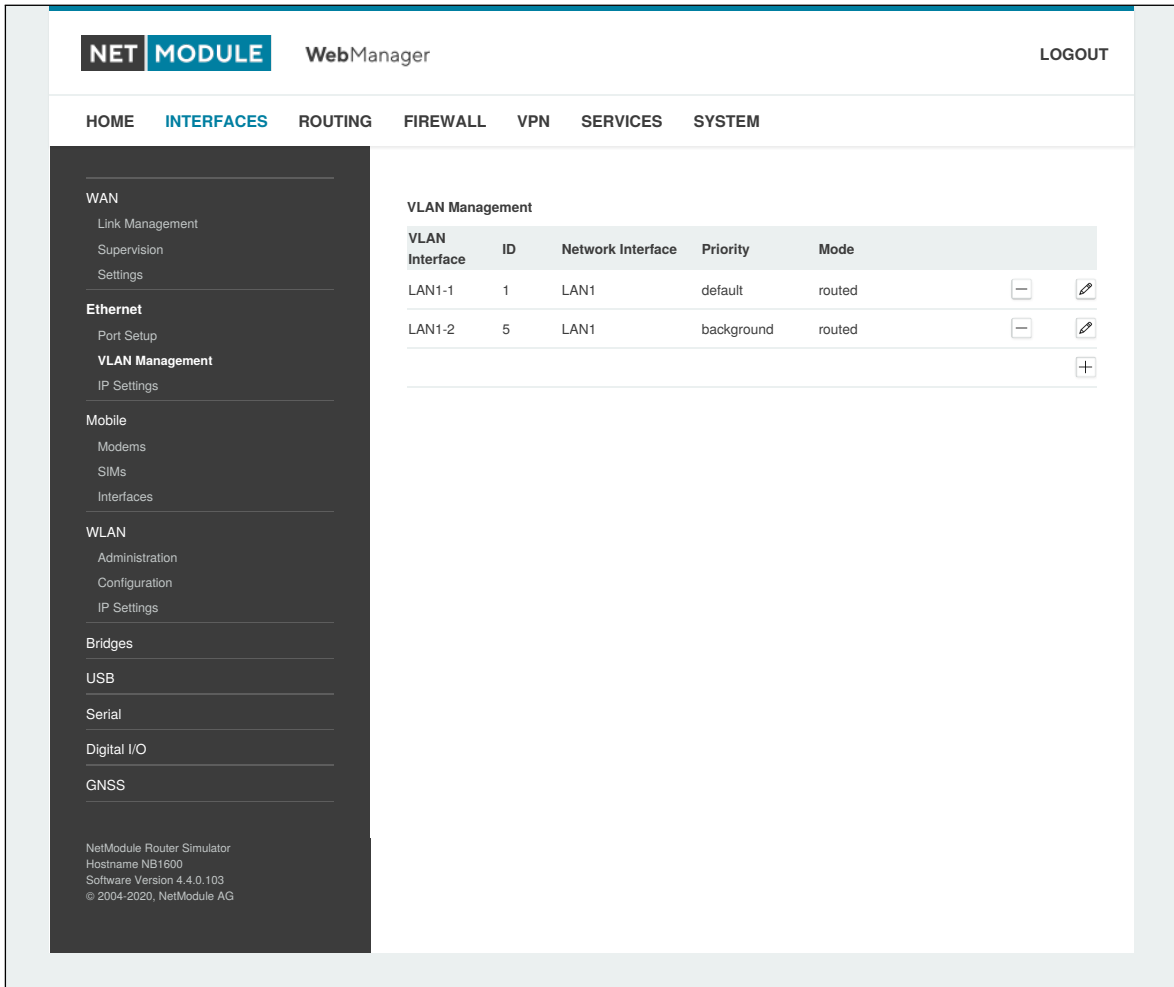 NET MODULE WebManager LOGOUT
HOME INTERFACES ROUTING FIREWALL VPN SERVICES SYSTEM
WAN
Link Management
Supervision
Settings
Ethernet
Port Setup
VLAN Management
IP Settings
Mobile
Modems
SIMs
Interfaces
WLAN
Administration
Configuration
IP Settings
Bridges
USB
Serial
Digital I/O
GNSS
NetModule Router Simulator
Hostname NB1600
Software Version 4.4.0.103
© 2004-2020, NetModule AG
VLAN Management
VLAN Interface ID Network Interface Priority Mode
LAN1-1 1 LAN1 default routed
LAN1-2 5 LAN1 background routed